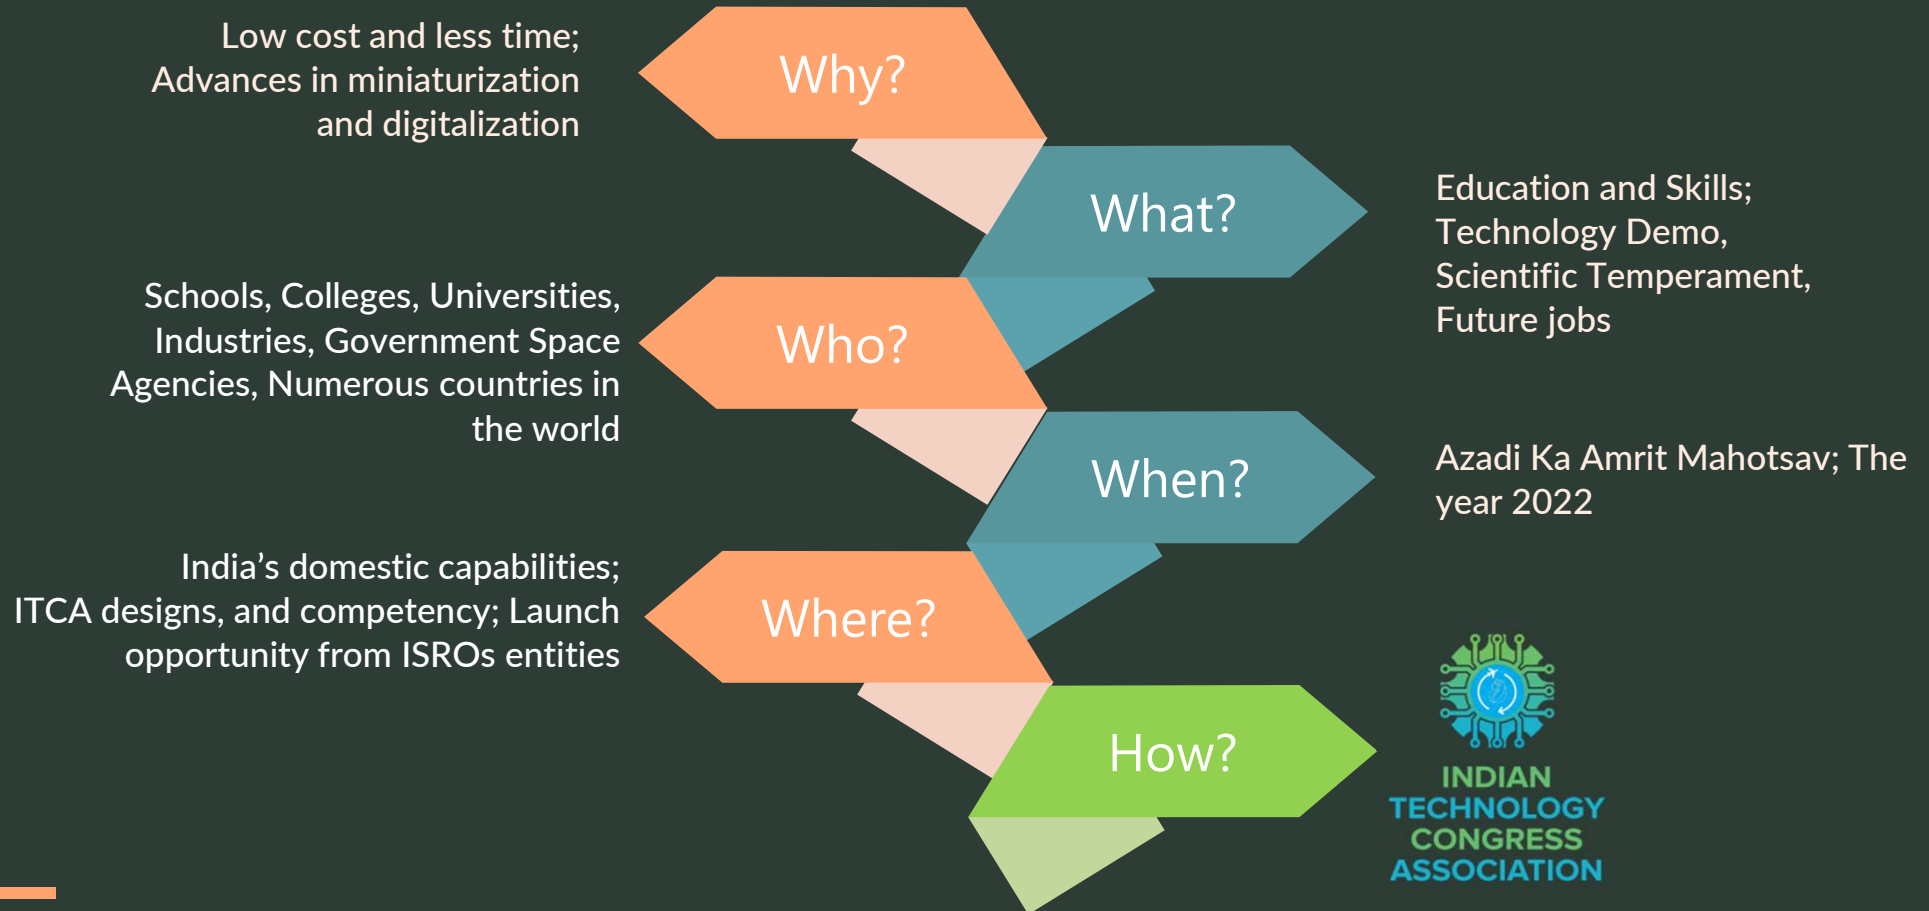 Low cost and less time;
Advances in miniaturization
and digitalization
Why?
What?
Education and Skills;
Technology Demo,
Scientific Temperament,
Future jobs
Schools, Colleges, Universities,
Industries, Government Space
Agencies, Numerous countries in
the world
Who?
When?
Azadi Ka Amrit Mahotsav; The
year 2022
India’s domestic capabilities;
ITCA designs, and competency; Launch
opportunity from ISROs entities
Where?
How?
INDIAN
TECHNOLOGY
CONGRESS
ASSOCIATION